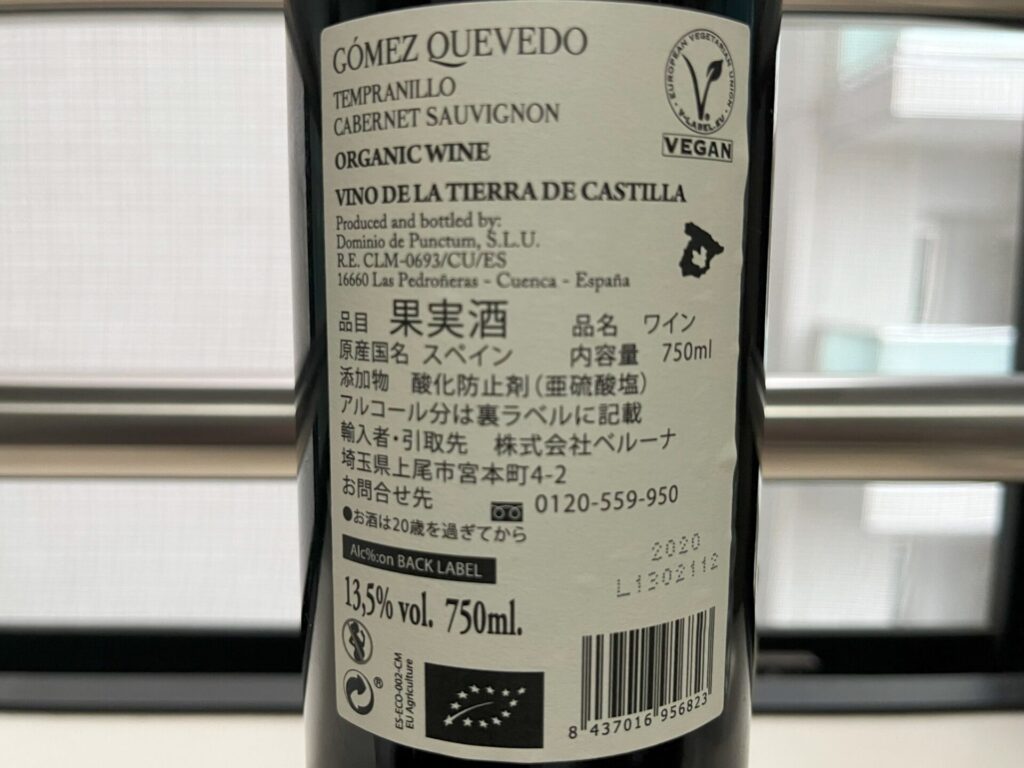 GÓMEZ QUEVEDO
TEMPRANILLO
CABERNET SAUVIGNON
ORGANIC WINE
EUROPEAN VEGETARIAN UNION
V-LABEL.EU
VEGAN
VINO DE LA TIERRA DE CASTILLA
Produced and bottled by:
Dominio de Punctum, S.L.U.
R.E. CLM-0693/CU/ES
16660 Las Pedroñeras - Cuenca - España
品目 果実酒 品名 ワイン
原産国名 スペイン 内容量 750ml
添加物 酸化防止剤(亜硫酸塩)
アルコール分は裏ラベルに記載
輸入者・引取先 株式会社ベルーナ
埼玉県上尾市宮本町4-2
お問合せ先 0120-559-950
●お酒は20歳を過ぎてから
Alc%:on BACK LABEL
2020
L1302112
13,5% vol. 750ml.
®
ES-ECO-002-CM
EU Agriculture
8 437016 956823